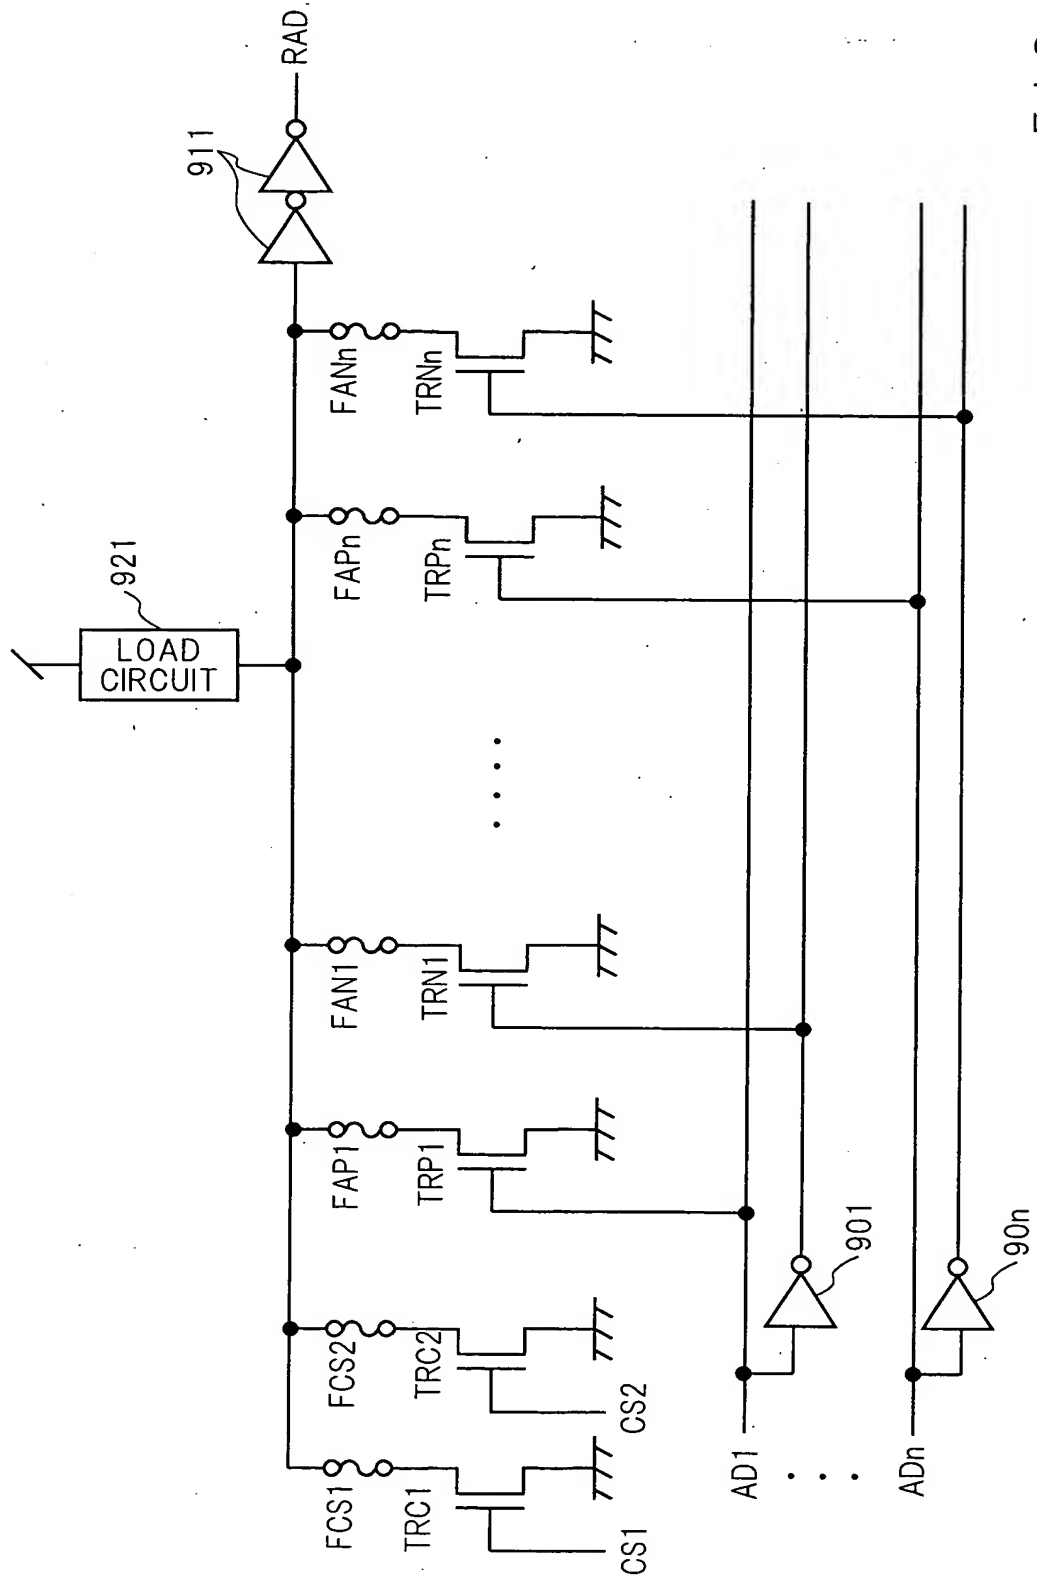 RAD
911
921
LOAD
CIRCUIT
FCS1
FCS2
FAP1
FAN1
FAPn
FANn
TRC1
TRC2
TRP1
TRN1
TRPn
TRNn
CS1
CS2
AD1
901
ADn
90n